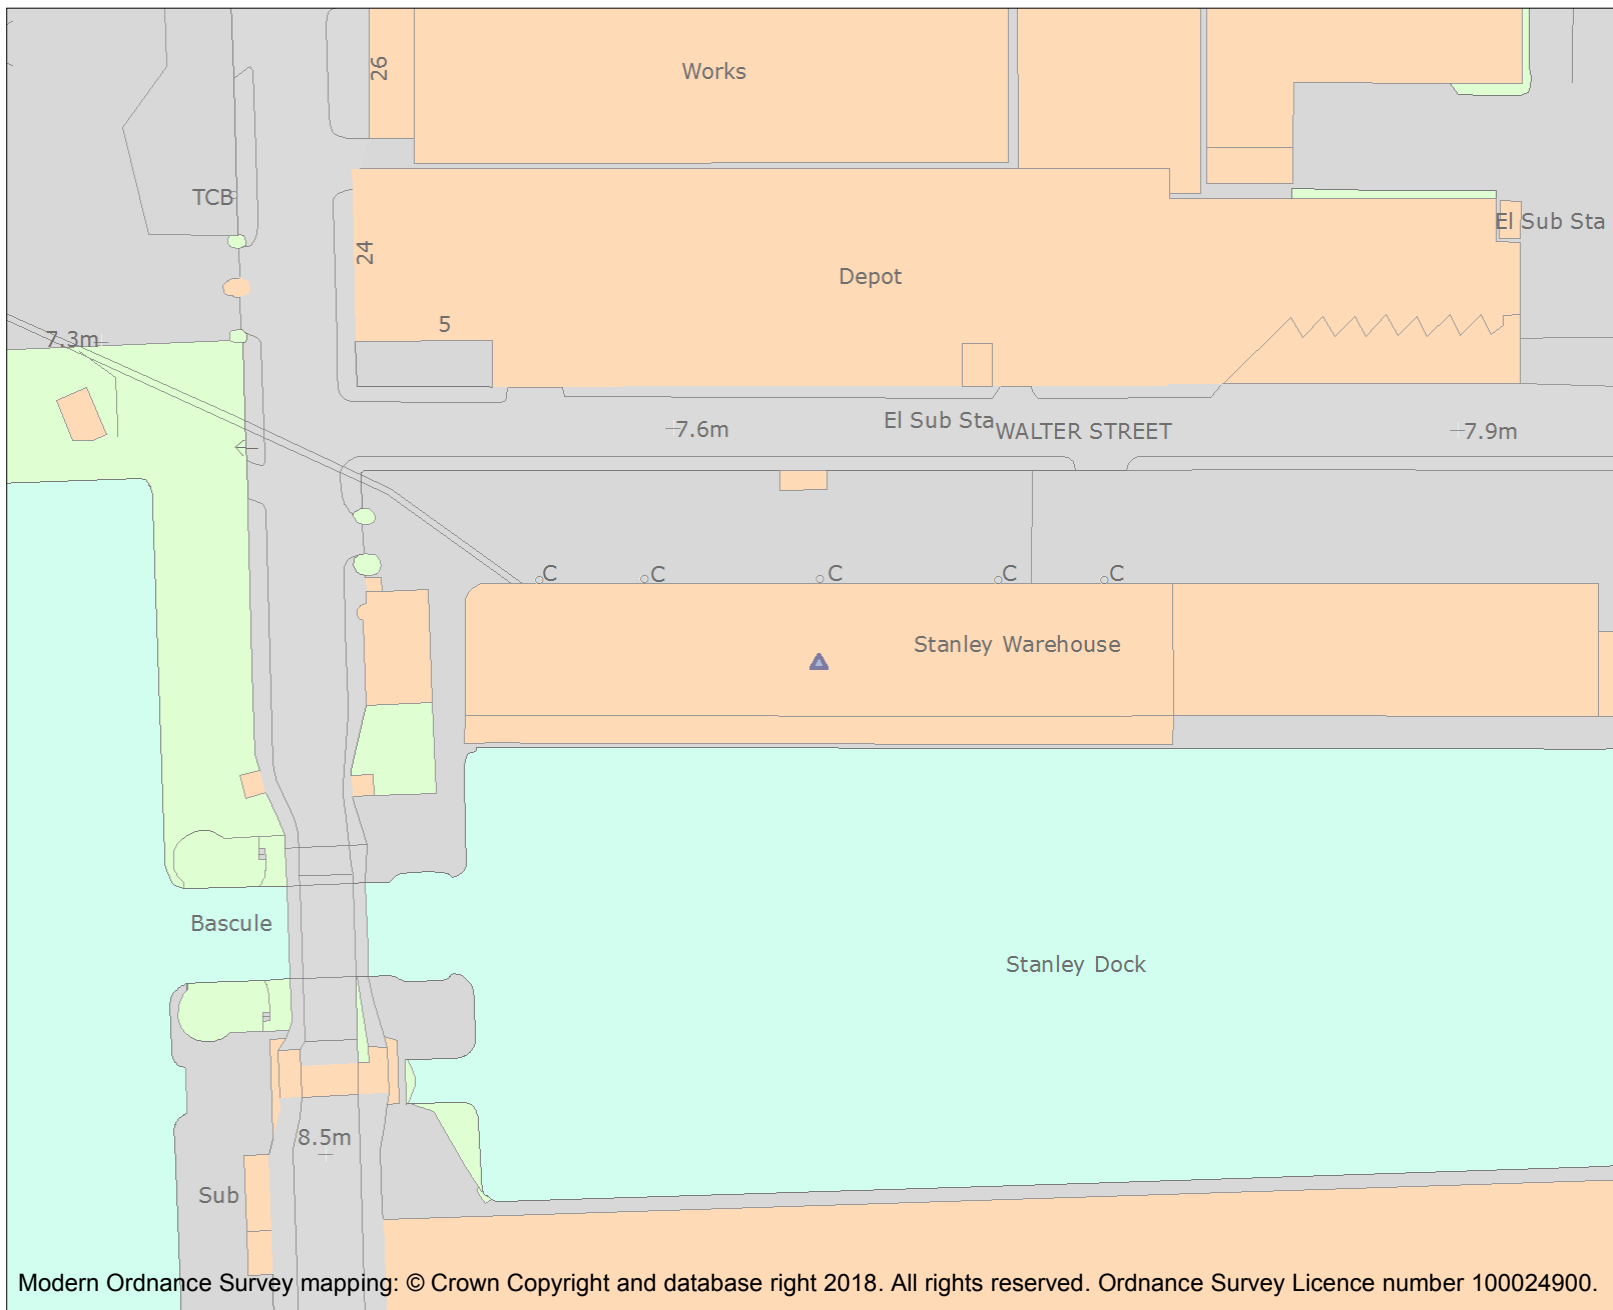 26
Works
TCB
El Sub Sta
24
Depot
5
7.3m
El Sub Sta
7.6m
WALTER STREET
7.9m
C
C
C
C
C
Stanley Warehouse
Bascule
Stanley Dock
8.5m
Sub
Modern Ordnance Survey mapping: © Crown Copyright and database right 2018. All rights reserved. Ordnance Survey Licence number 100024900.